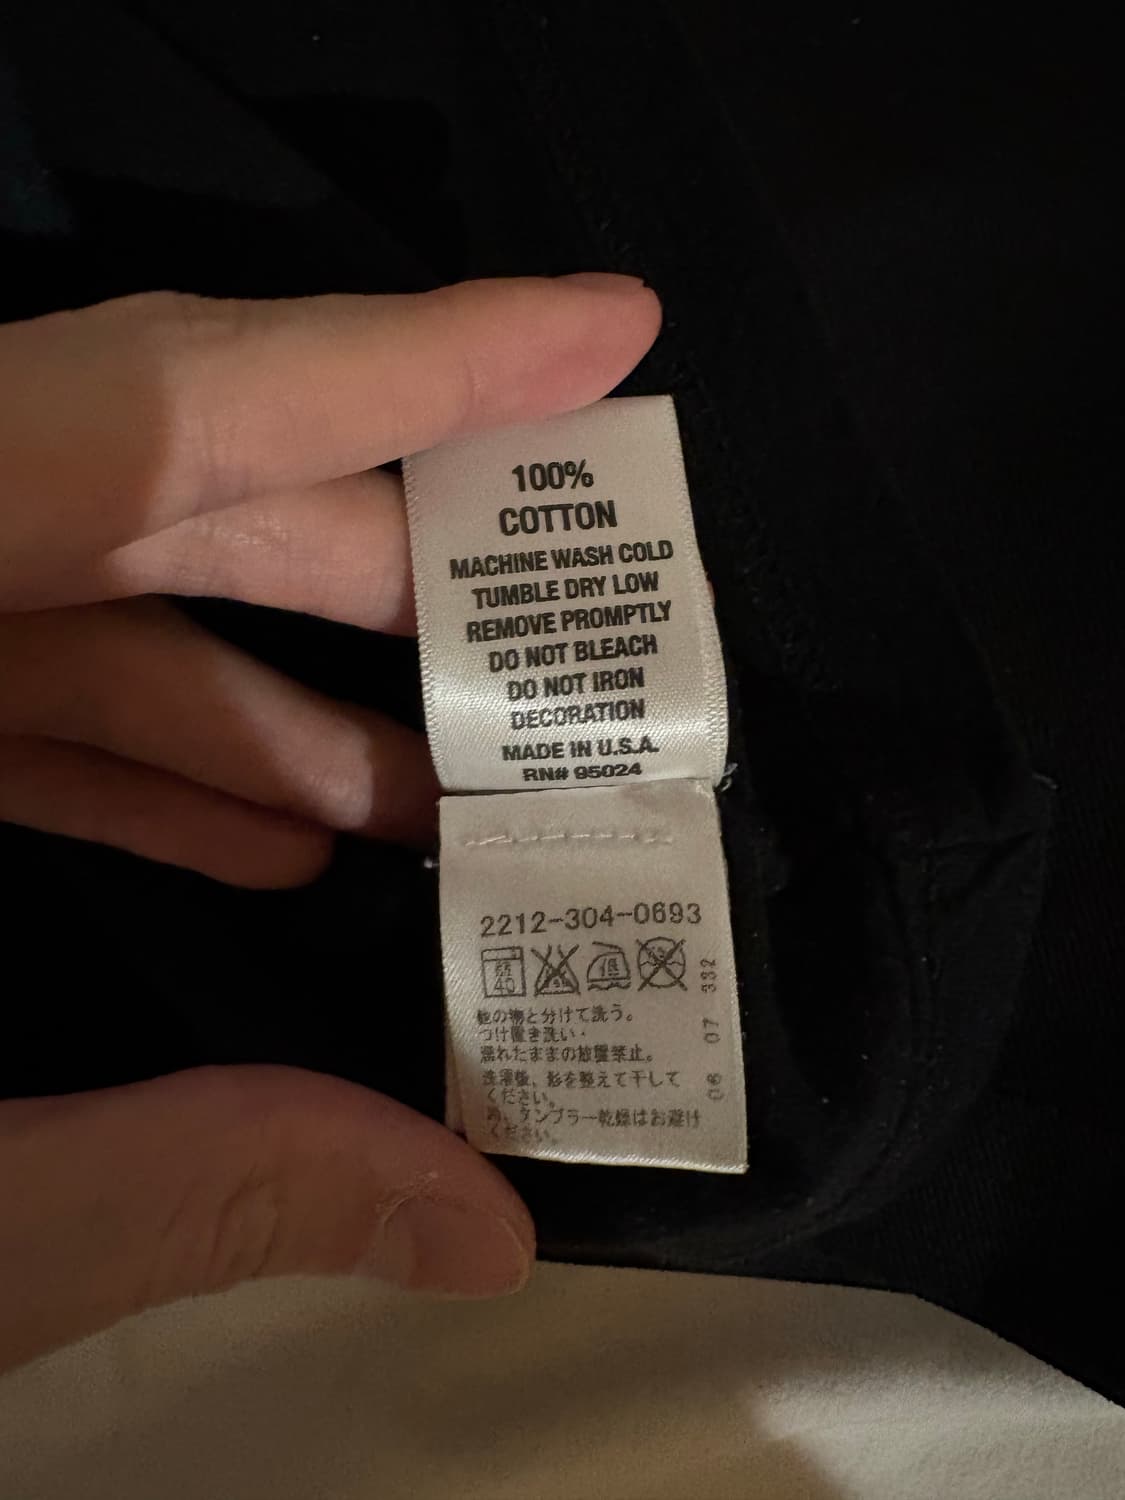 100%
COTTON
MACHINE WASH COLD
TUMBLE DRY LOW
REMOVE PROMPTLY
DO NOT BLEACH
DO NOT IRON
DECORATION
MADE IN U.S.A.
RN# 95024
2212-304-0693
40
低
他の物と分けて洗う。
つけ置き洗い・
濡れたままの放置禁止。
洗濯後、形を整えて干して
ください。
尚、タンブラー乾燥はお避け
ください。
06 07 332